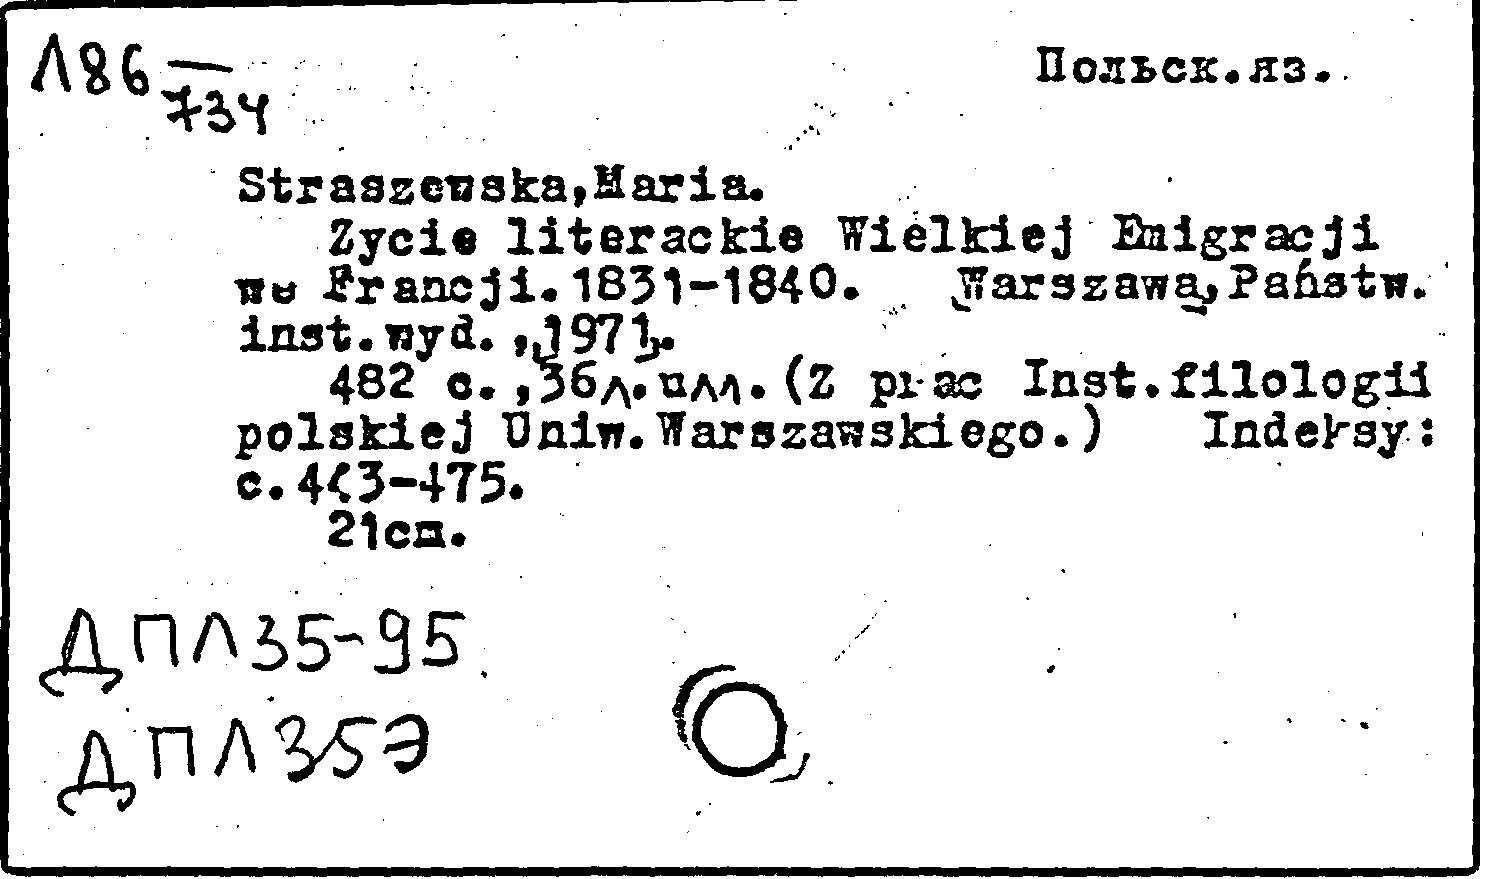 Л86 — Польск.яз.
734
Straszewska,Maria.
Zycie literackie Wielkiej Emigracji
we Francji.1831-1840. Warszawa,Państw.
inst.wyd.,1971.
482 с.,36л.илл.(Z prac Inst.filologii
polskiej Uniw.Warszawskiego.) Indeksy:
с.463-475.
21см.
ДПЛ35-95
ДПЛ35Э